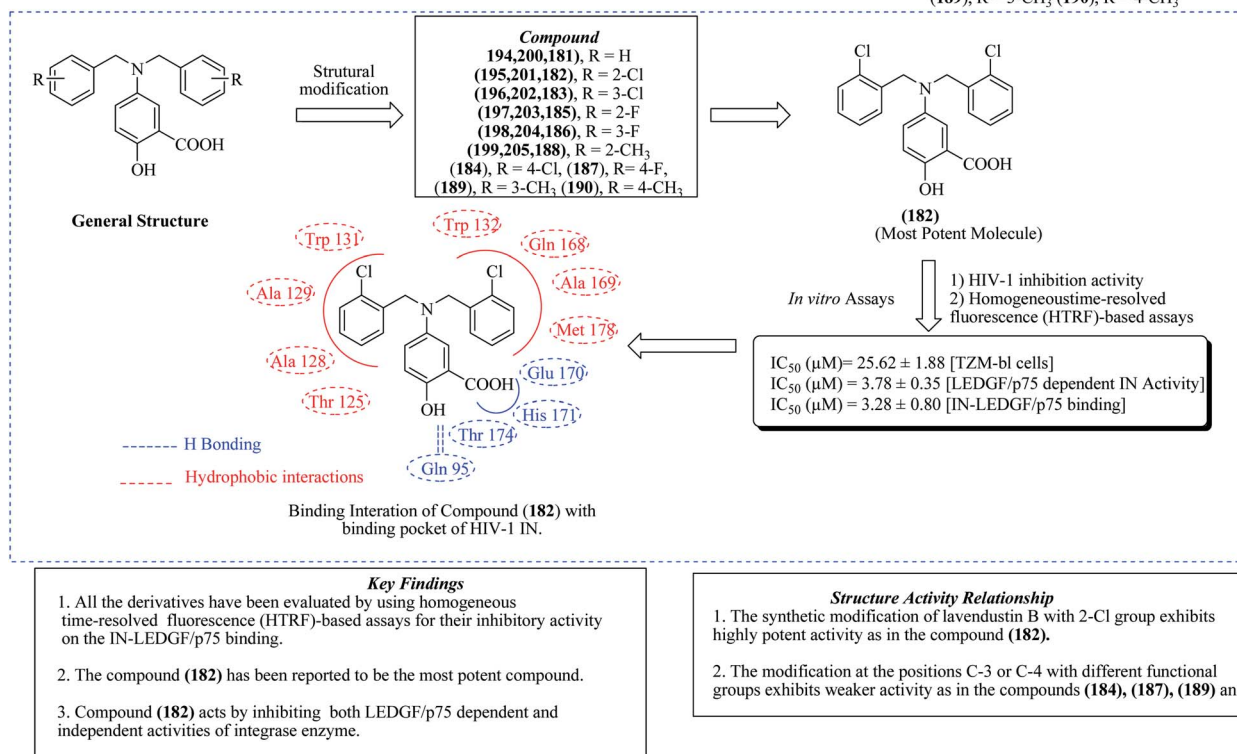 (189), R = 3-CH3 (190), R = 4-CH3
R
N
R
COOH
OH
General Structure
Strutural
modification
Compound
194,200,181), R = H
(195,201,182), R = 2-Cl
(196,202,183), R = 3-Cl
(197,203,185), R = 2-F
(198,204,186), R = 3-F
(199,205,188), R = 2-CH3
(184), R = 4-Cl, (187), R= 4-F,
(189), R = 3-CH3 (190), R = 4-CH3
Cl
Cl
N
COOH
OH
(182)
(Most Potent Molecule)
In vitro Assays
1) HIV-1 inhibition activity
2) Homogeneoustime-resolved
fluorescence (HTRF)-based assays
IC50 (µM)= 25.62 ± 1.88 [TZM-bl cells]
IC50 (µM) = 3.78 ± 0.35 [LEDGF/p75 dependent IN Activity]
IC50 (µM) = 3.28 ± 0.80 [IN-LEDGF/p75 binding]
Trp 131
Trp 132
Gln 168
Ala 129
Cl
Cl
Ala 169
N
Met 178
Ala 128
Glu 170
COOH
Thr 125
OH
His 171
Thr 174
Gln 95
H Bonding
Hydrophobic interactions
Binding Interation of Compound (182) with
binding pocket of HIV-1 IN.
Key Findings
1. All the derivatives have been evaluated by using homogeneous
time-resolved fluorescence (HTRF)-based assays for their inhibitory activity
on the IN-LEDGF/p75 binding.
2. The compound (182) has been reported to be the most potent compound.
3. Compound (182) acts by inhibiting both LEDGF/p75 dependent and
independent activities of integrase enzyme.
Structure Activity Relationship
1. The synthetic modification of lavendustin B with 2-Cl group exhibits
highly potent activity as in the compound (182).
2. The modification at the positions C-3 or C-4 with different functional
groups exhibits weaker activity as in the compounds (184), (187), (189) an